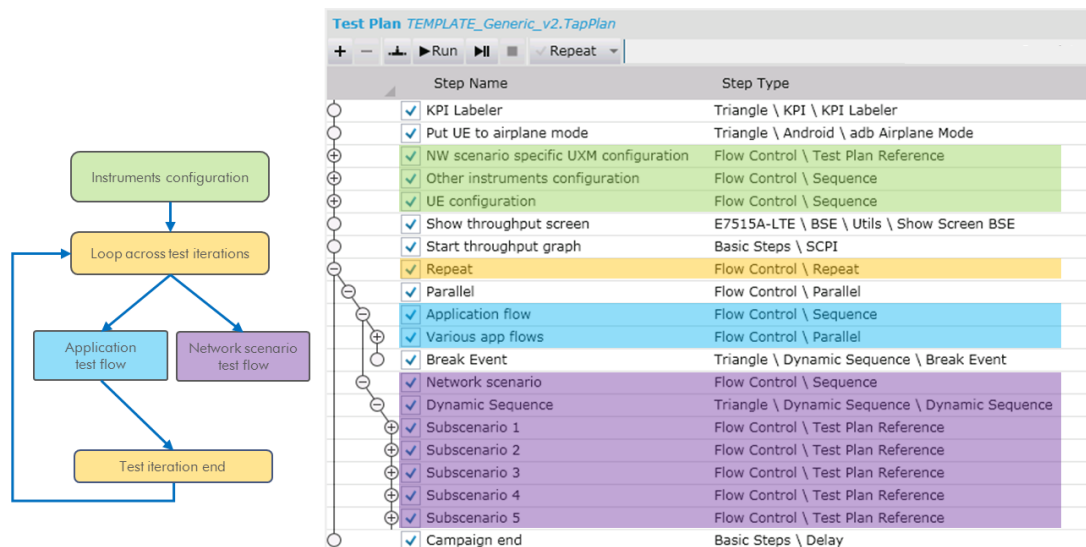 Instruments configuration
Loop across test iterations
Application
test flow
Network scenario
test flow
Test iteration end
Test Plan TEMPLATE_Generic_v2.TapPlan
Run Repeat
Step Name Step Type
KPI Labeler Triangle \ KPI \ KPI Labeler
Put UE to airplane mode Triangle \ Android \ adb Airplane Mode
NW scenario specific UXM configuration Flow Control \ Test Plan Reference
Other instruments configuration Flow Control \ Sequence
UE configuration Flow Control \ Sequence
Show throughput screen E7515A-LTE \ BSE \ Utils \ Show Screen BSE
Start throughput graph Basic Steps \ SCPI
Repeat Flow Control \ Repeat
Parallel Flow Control \ Parallel
Application flow Flow Control \ Sequence
Various app flows Flow Control \ Parallel
Break Event Triangle \ Dynamic Sequence \ Break Event
Network scenario Flow Control \ Sequence
Dynamic Sequence Triangle \ Dynamic Sequence \ Dynamic Sequence
Subscenario 1 Flow Control \ Test Plan Reference
Subscenario 2 Flow Control \ Test Plan Reference
Subscenario 3 Flow Control \ Test Plan Reference
Subscenario 4 Flow Control \ Test Plan Reference
Subscenario 5 Flow Control \ Test Plan Reference
Campaign end Basic Steps \ Delay